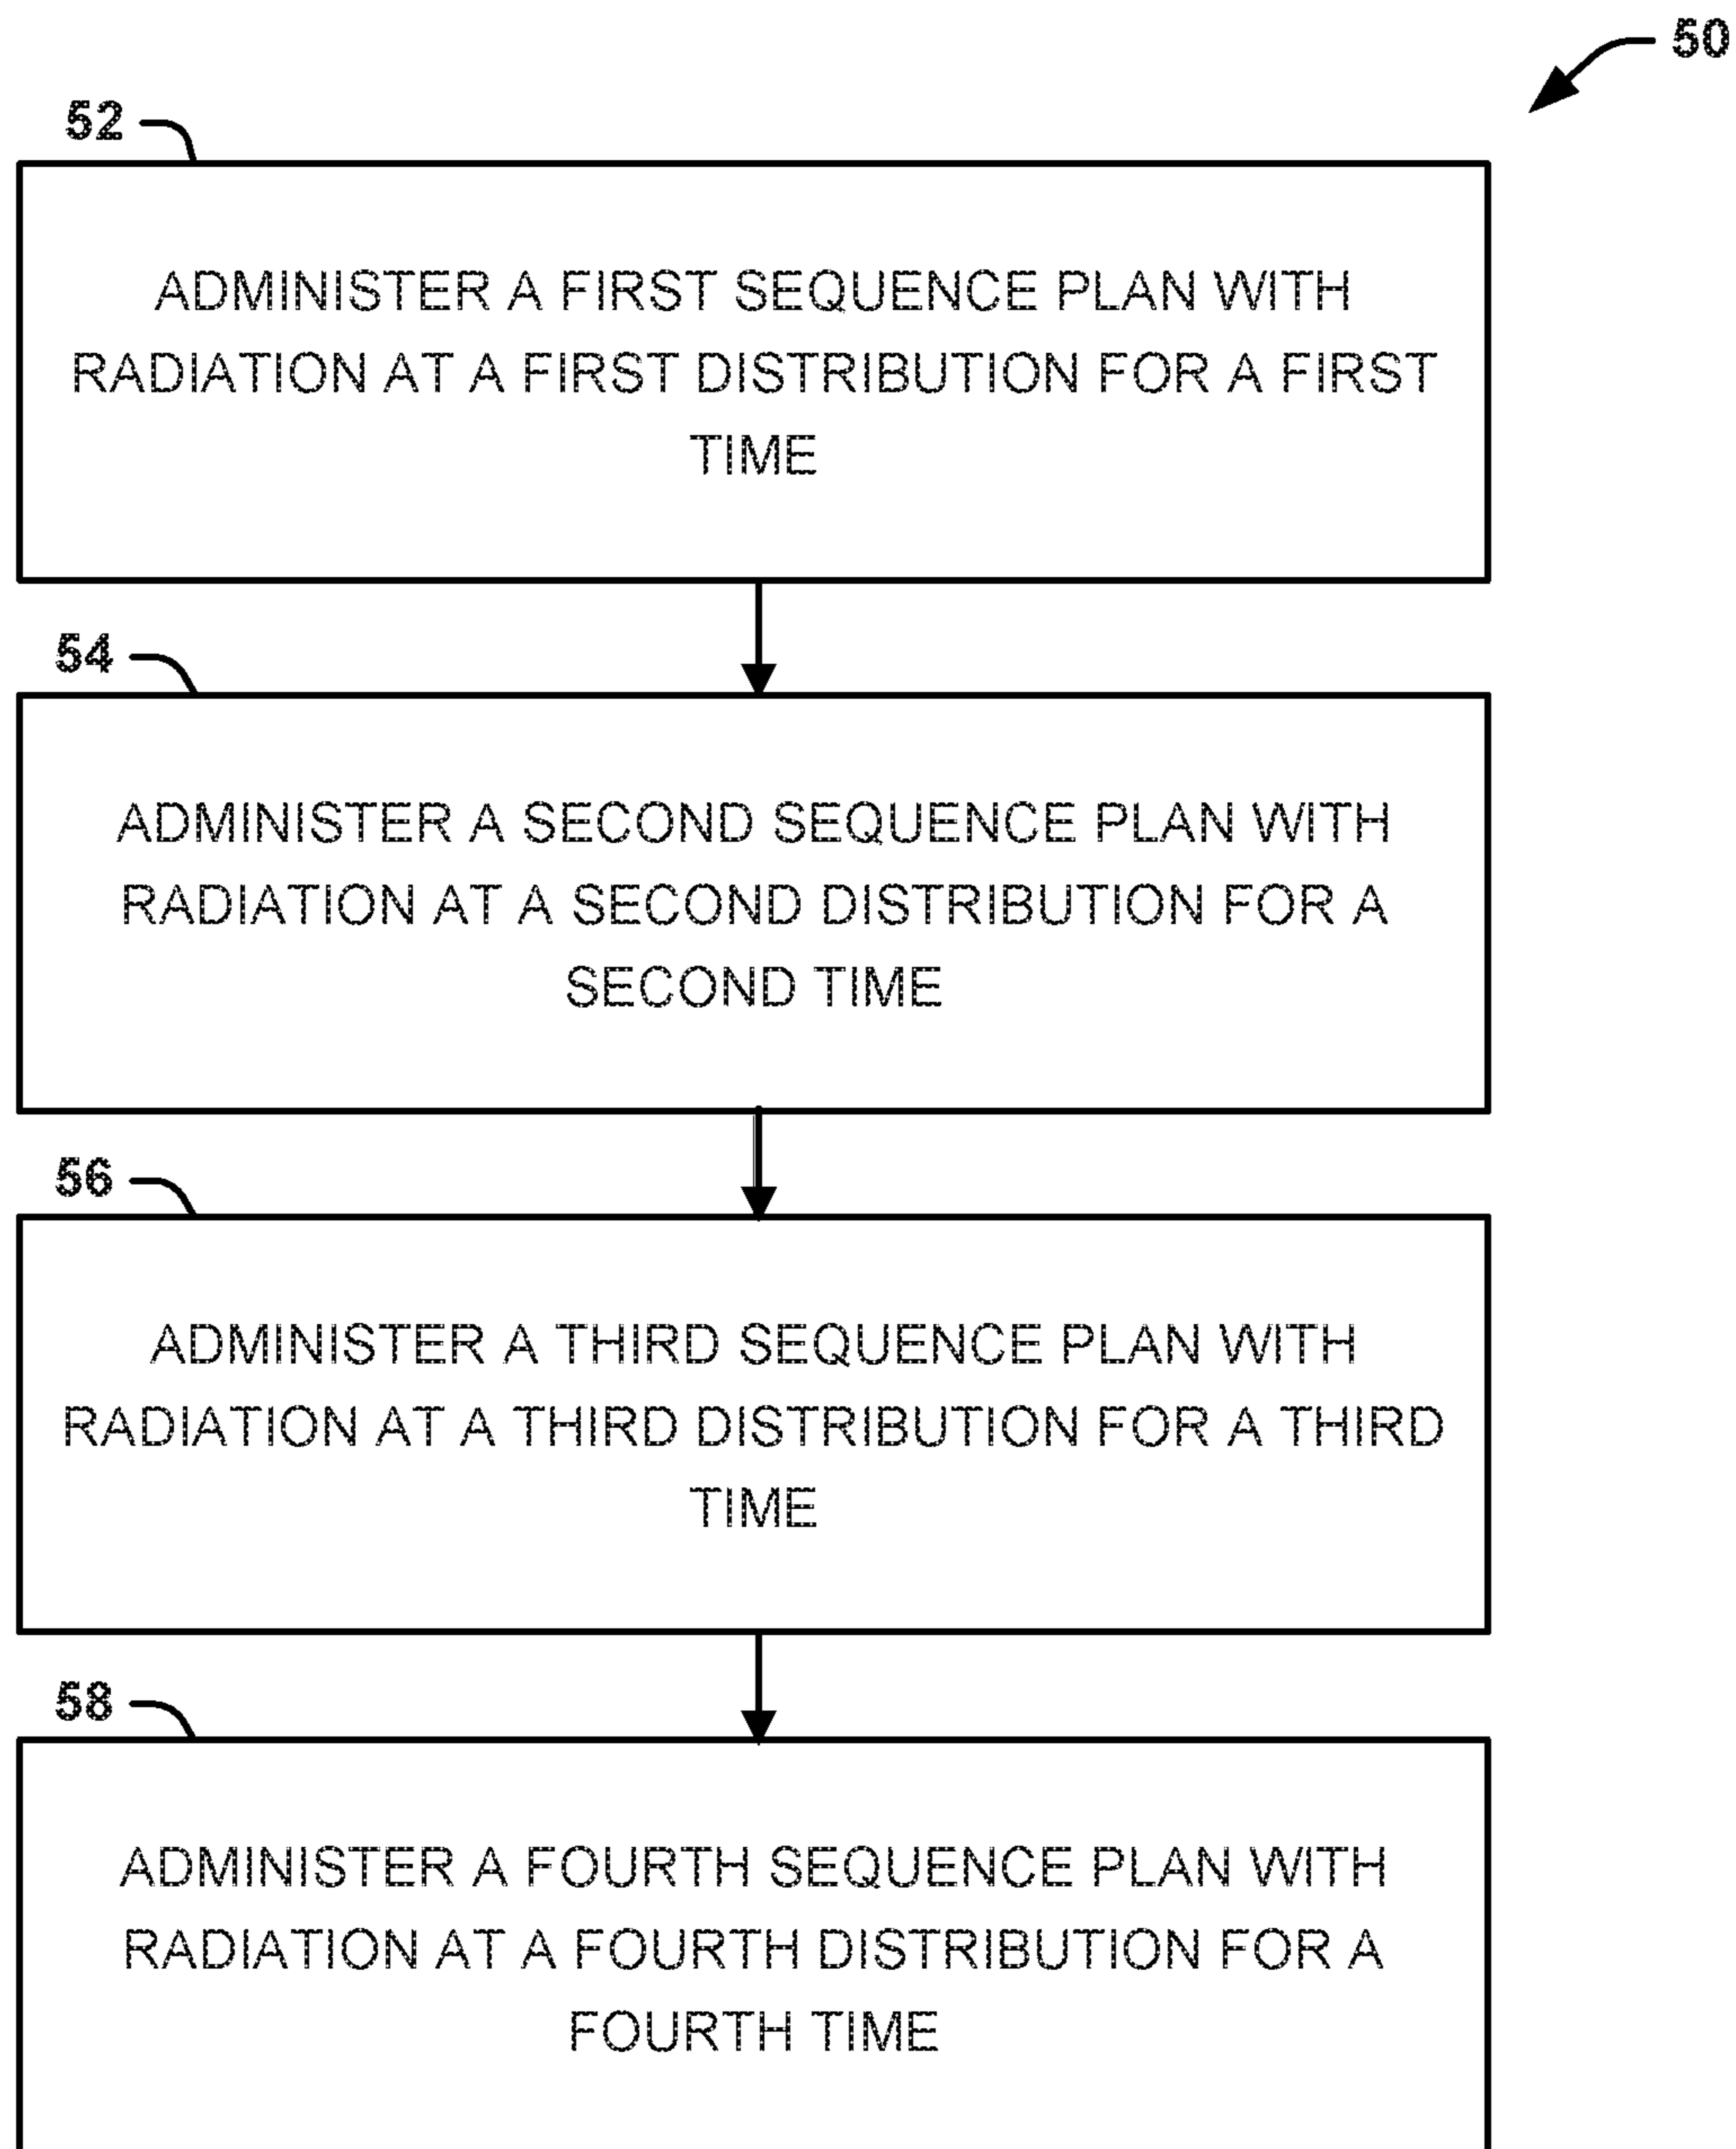 50
52
ADMINISTER A FIRST SEQUENCE PLAN WITH
RADIATION AT A FIRST DISTRIBUTION FOR A FIRST
TIME
54
ADMINISTER A SECOND SEQUENCE PLAN WITH
RADIATION AT A SECOND DISTRIBUTION FOR A
SECOND TIME
56
ADMINISTER A THIRD SEQUENCE PLAN WITH
RADIATION AT A THIRD DISTRIBUTION FOR A THIRD
TIME
58
ADMINISTER A FOURTH SEQUENCE PLAN WITH
RADIATION AT A FOURTH DISTRIBUTION FOR A
FOURTH TIME